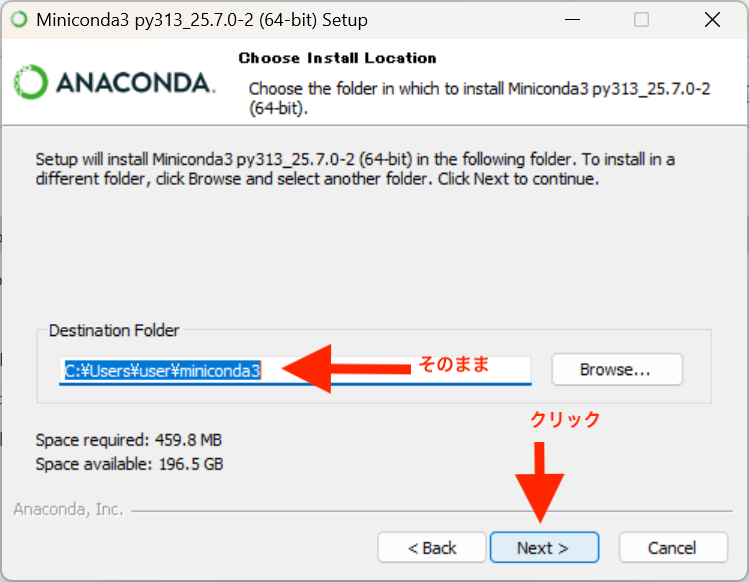 Miniconda3 py313_25.7.0-2 (64-bit) Setup
Choose Install Location
ANACONDA.
Choose the folder in which to install Miniconda3 py313_25.7.0-2
(64-bit).
Setup will install Miniconda3 py313_25.7.0-2 (64-bit) in the following folder. To install in a
different folder, click Browse and select another folder. Click Next to continue.
Destination Folder
C:¥Users¥user¥miniconda3
そのまま
Browse...
クリック
Space required: 459.8 MB
Space available: 196.5 GB
Anaconda, Inc.
< Back
Next >
Cancel